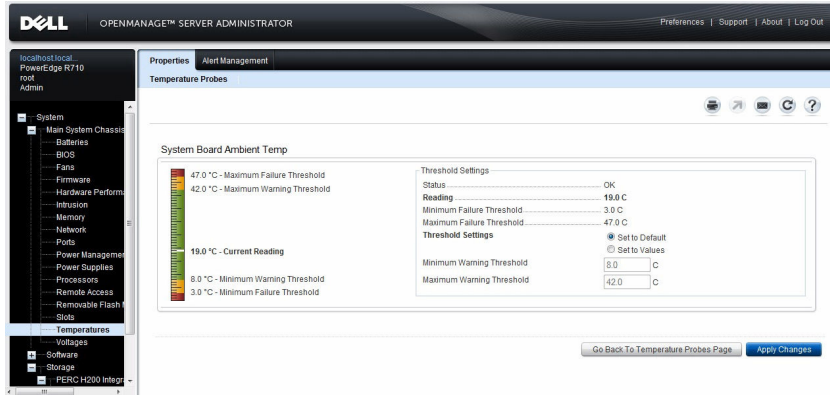 DELL
OPENMANAGE™ SERVER ADMINISTRATOR
Preferences | Support | About | Log Out
localhost.local...
PowerEdge R710
root
Admin
Properties
Alert Management
Temperature Probes
System
Main System Chassis
Batteries
BIOS
Fans
Firmware
Hardware Performa
Intrusion
Memory
Network
Ports
Power Managemen
Power Supplies
Processors
Remote Access
Removable Flash
Slots
Temperatures
Voltages
Software
Storage
PERC H200 Integr
System Board Ambient Temp
47.0 °C - Maximum Failure Threshold
42.0 °C - Maximum Warning Threshold
19.0 °C - Current Reading
8.0 °C - Minimum Warning Threshold
3.0 °C - Minimum Failure Threshold
Threshold Settings
Status OK
Reading 19.0 C
Minimum Failure Threshold 3.0 C
Maximum Failure Threshold 47.0 C
Threshold Settings Set to Default
Set to Values
Minimum Warning Threshold 8.0 C
Maximum Warning Threshold 42.0 C
Go Back To Temperature Probes Page
Apply Changes